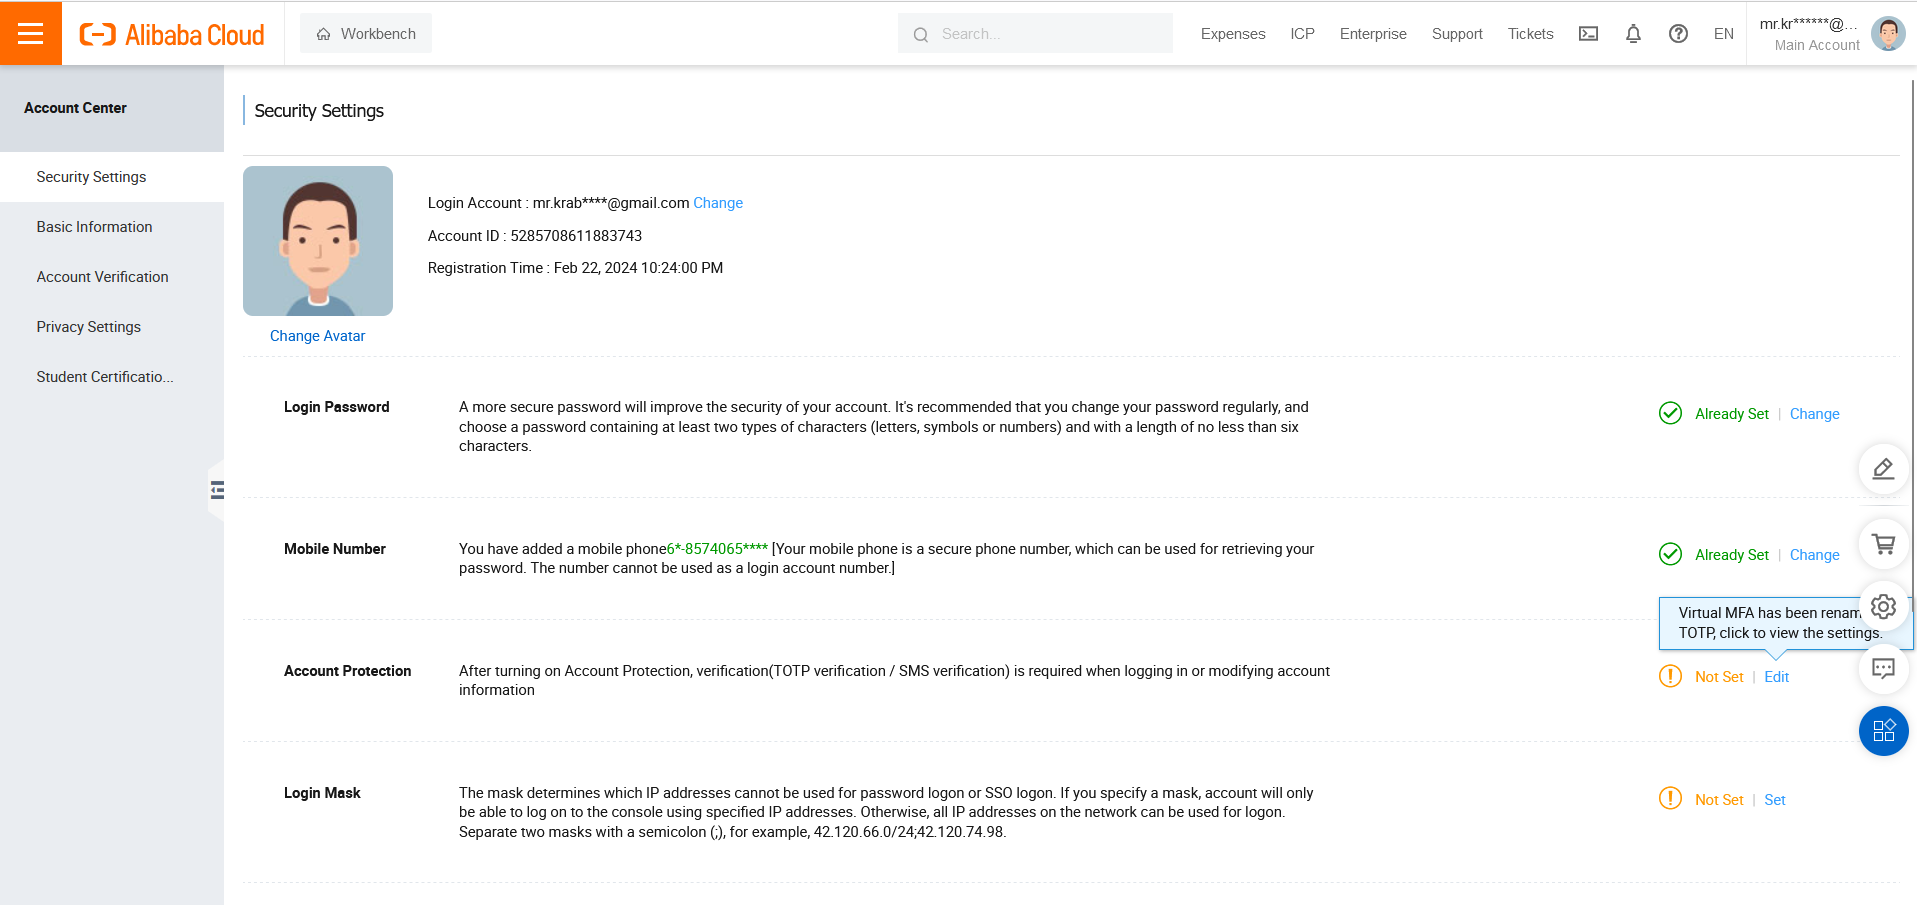 Alibaba Cloud
Workbench
Search...
Expenses
ICP
Enterprise
Support
Tickets
EN
mr.kr******@...
Main Account
Account Center
Security Settings
Basic Information
Account Verification
Privacy Settings
Student Certificatio...
Security Settings
Login Account : mr.krab****@gmail.com Change
Account ID : 5285708611883743
Registration Time : Feb 22, 2024 10:24:00 PM
Change Avatar
Login Password
A more secure password will improve the security of your account. It's recommended that you change your password regularly, and
choose a password containing at least two types of characters (letters, symbols or numbers) and with a length of no less than six
characters.
Already Set | Change
Mobile Number
You have added a mobile phone6*-8574065**** [Your mobile phone is a secure phone number, which can be used for retrieving your
password. The number cannot be used as a login account number.]
Already Set | Change
Virtual MFA has been renam
TOTP, click to view the settings.
Account Protection
After turning on Account Protection, verification(TOTP verification / SMS verification) is required when logging in or modifying account
information
Not Set | Edit
Login Mask
The mask determines which IP addresses cannot be used for password logon or SSO logon. If you specify a mask, account will only
be able to log on to the console using specified IP addresses. Otherwise, all IP addresses on the network can be used for logon.
Separate two masks with a semicolon (;), for example, 42.120.66.0/24;42.120.74.98.
Not Set | Set